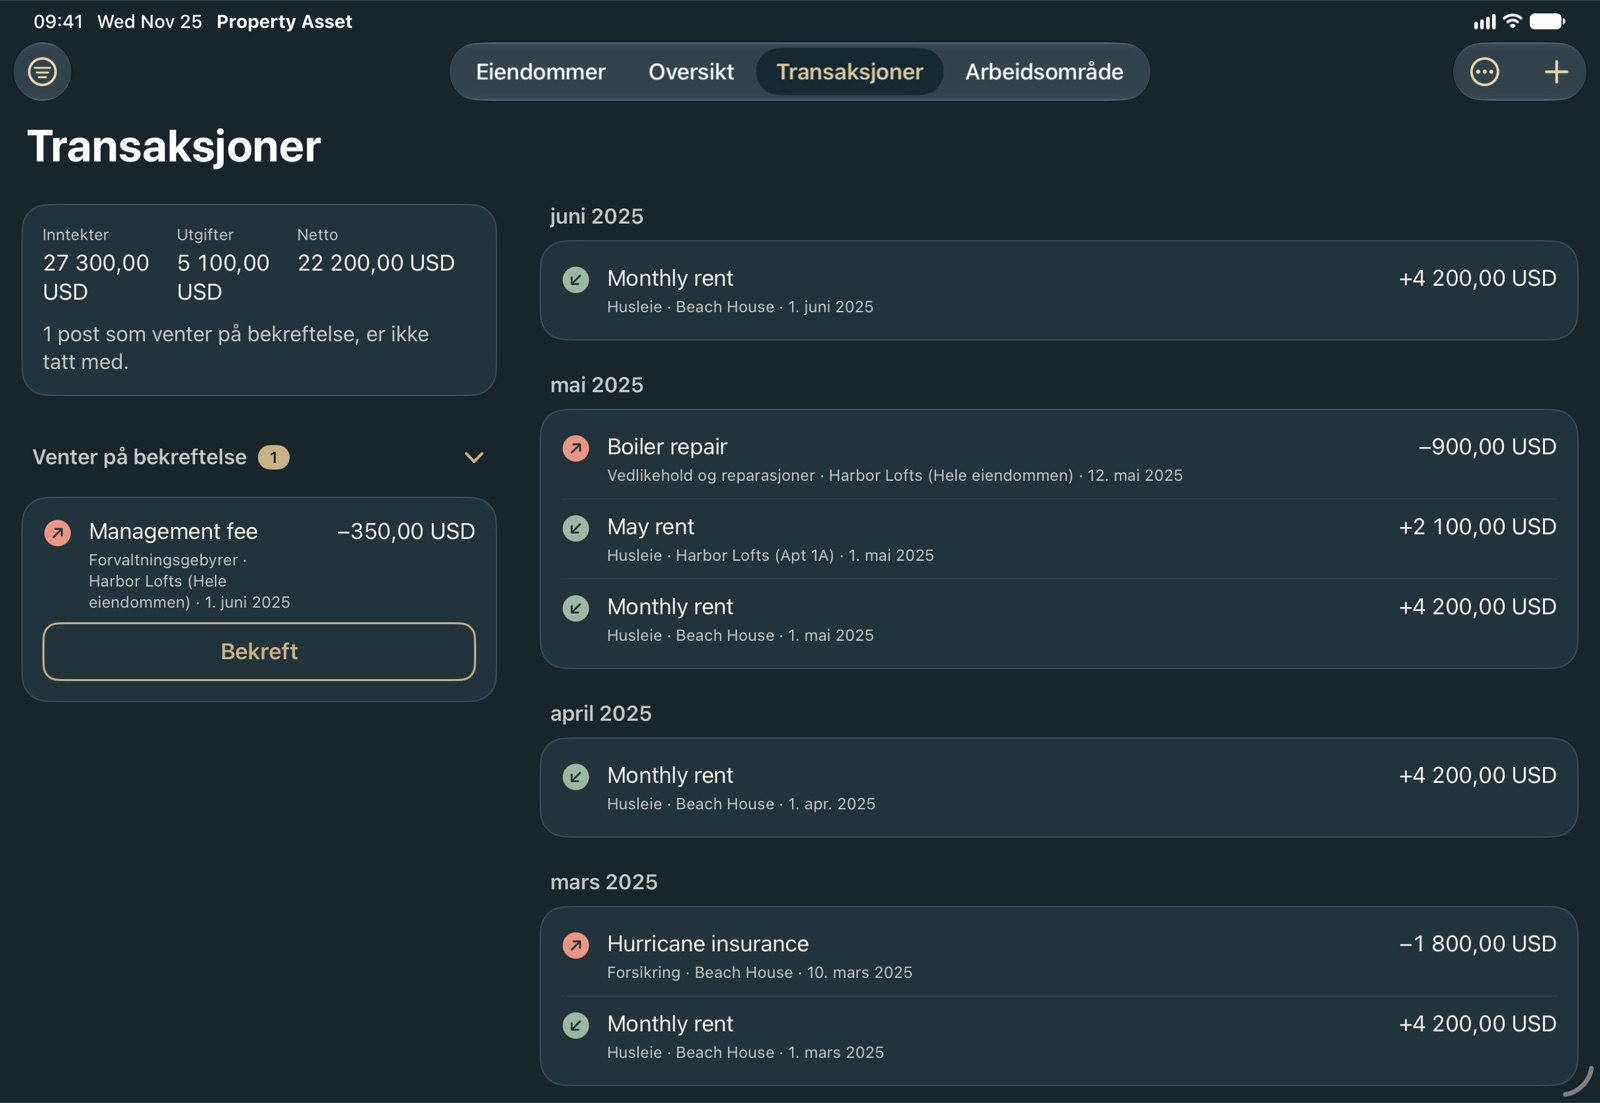 09:41 Wed Nov 25 Property Asset
Eiendommer Oversikt Transaksjoner Arbeidsområde
Transaksjoner
Inntekter Utgifter Netto
27 300,00 USD 5 100,00 USD 22 200,00 USD
1 post som venter på bekreftelse, er ikke
tatt med.
Venter på bekreftelse 1
Management fee −350,00 USD
Forvaltningsgebyrer ·
Harbor Lofts (Hele
eiendommen) · 1. juni 2025
Bekreft
juni 2025
Monthly rent +4 200,00 USD
Husleie · Beach House · 1. juni 2025
mai 2025
Boiler repair −900,00 USD
Vedlikehold og reparasjoner · Harbor Lofts (Hele eiendommen) · 12. mai 2025
May rent +2 100,00 USD
Husleie · Harbor Lofts (Apt 1A) · 1. mai 2025
Monthly rent +4 200,00 USD
Husleie · Beach House · 1. mai 2025
april 2025
Monthly rent +4 200,00 USD
Husleie · Beach House · 1. apr. 2025
mars 2025
Hurricane insurance −1 800,00 USD
Forsikring · Beach House · 10. mars 2025
Monthly rent +4 200,00 USD
Husleie · Beach House · 1. mars 2025